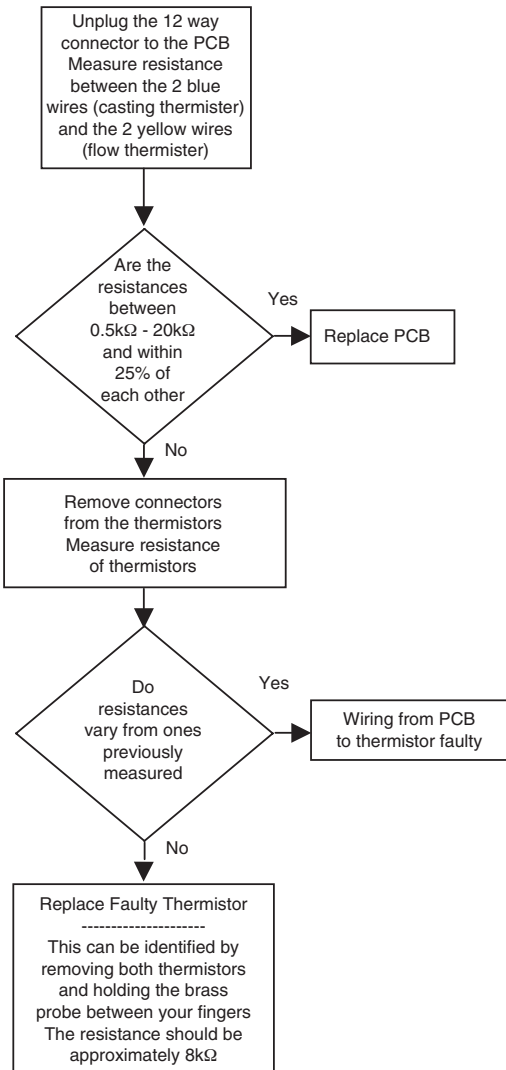 Unplug the 12 way
connector to the PCB
Measure resistance
between the 2 blue
wires (casting thermister)
and the 2 yellow wires
(flow thermister)
Are the
resistances
between
0.5kΩ - 20kΩ
and within
25% of
each other
Yes
Replace PCB
No
Remove connectors
from the thermistors
Measure resistance
of thermistors
Do
resistances
vary from ones
previously
measured
Yes
Wiring from PCB
to thermistor faulty
No
Replace Faulty Thermistor
---------------------
This can be identified by
removing both thermistors
and holding the brass
probe between your fingers
The resistance should be
approximately 8kΩ